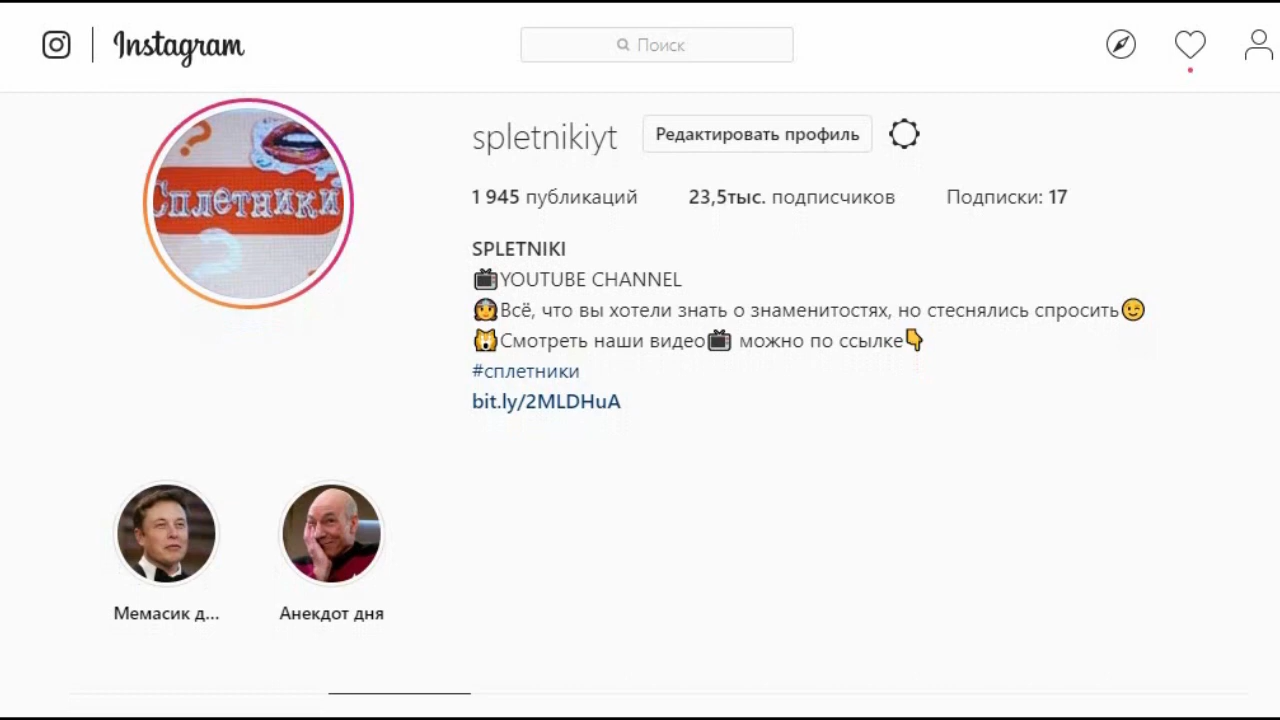 Instagram
Поиск
Сплетники
spletnikiyt
Редактировать профиль
1 945 публикаций
23,5тыс. подписчиков
Подписки: 17
SPLETNIKI
📺YOUTUBE CHANNEL
👸Всё, что вы хотели знать о знаменитостях, но стеснялись спросить😉
🙀Смотреть наши видео📺 можно по ссылке👇
#сплетники
bit.ly/2MLDHuA
Мемасик д...
Анекдот дня